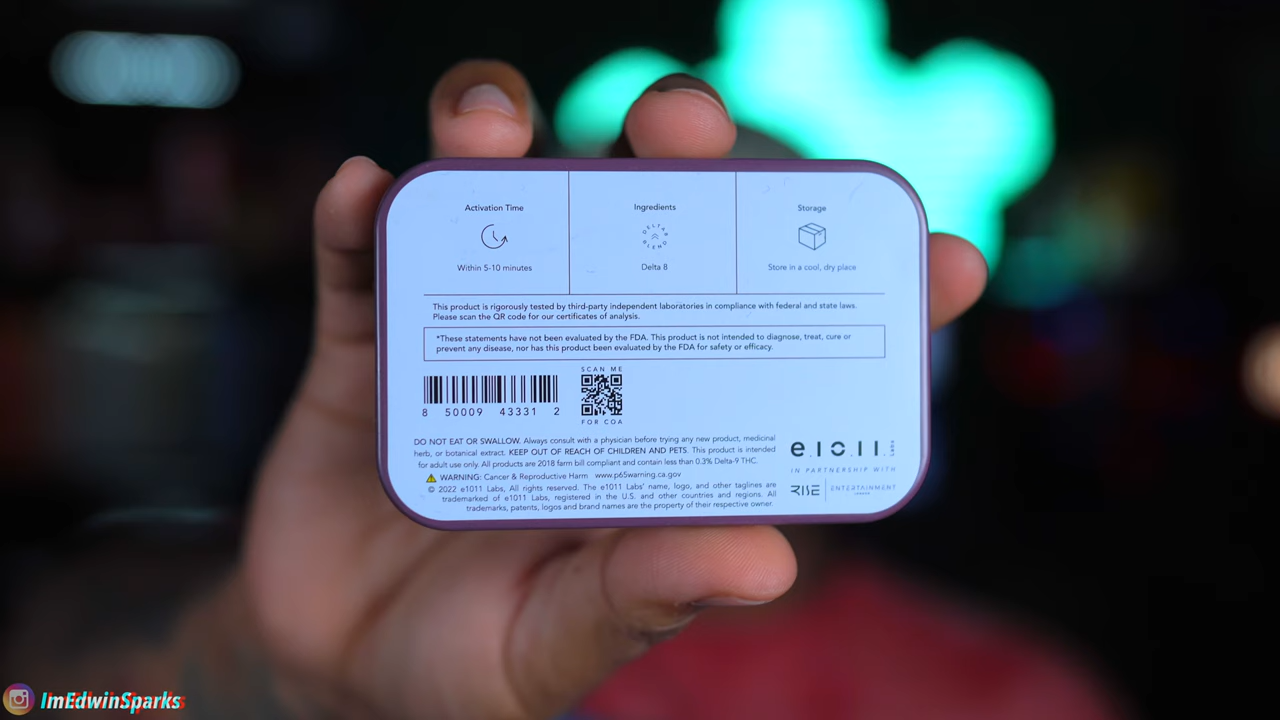 Activation Time
Within 5-10 minutes
Ingredients
DELTA 8 BLEND
Delta 8
Storage
Store in a cool, dry place
This product is rigorously tested by third-party independent laboratories in compliance with federal and state laws.
Please scan the QR code for our certificates of analysis.
*These statements have not been evaluated by the FDA. This product is not intended to diagnose, treat, cure or
prevent any disease, nor has this product been evaluated by the FDA for safety or efficacy.
8 50009 43331 2
SCAN ME
FOR COA
DO NOT EAT OR SWALLOW. Always consult with a physician before trying any new product, medicinal
herb, or botanical extract. KEEP OUT OF REACH OF CHILDREN AND PETS. This product is intended
for adult use only. All products are 2018 farm bill compliant and contain less than 0.3% Delta-9 THC.
WARNING: Cancer & Reproductive Harm www.p65warning.ca.gov
© 2022 e1011 Labs, All rights reserved. The e1011 Labs' name, logo, and other taglines are
trademarked of e1011 Labs, registered in the U.S. and other countries and regions. All
trademarks, patents, logos and brand names are the property of their respective owner.
e.1011. LABS
IN PARTNERSHIP WITH
RISE ENTERTAINMENT
ImEdwinSparks